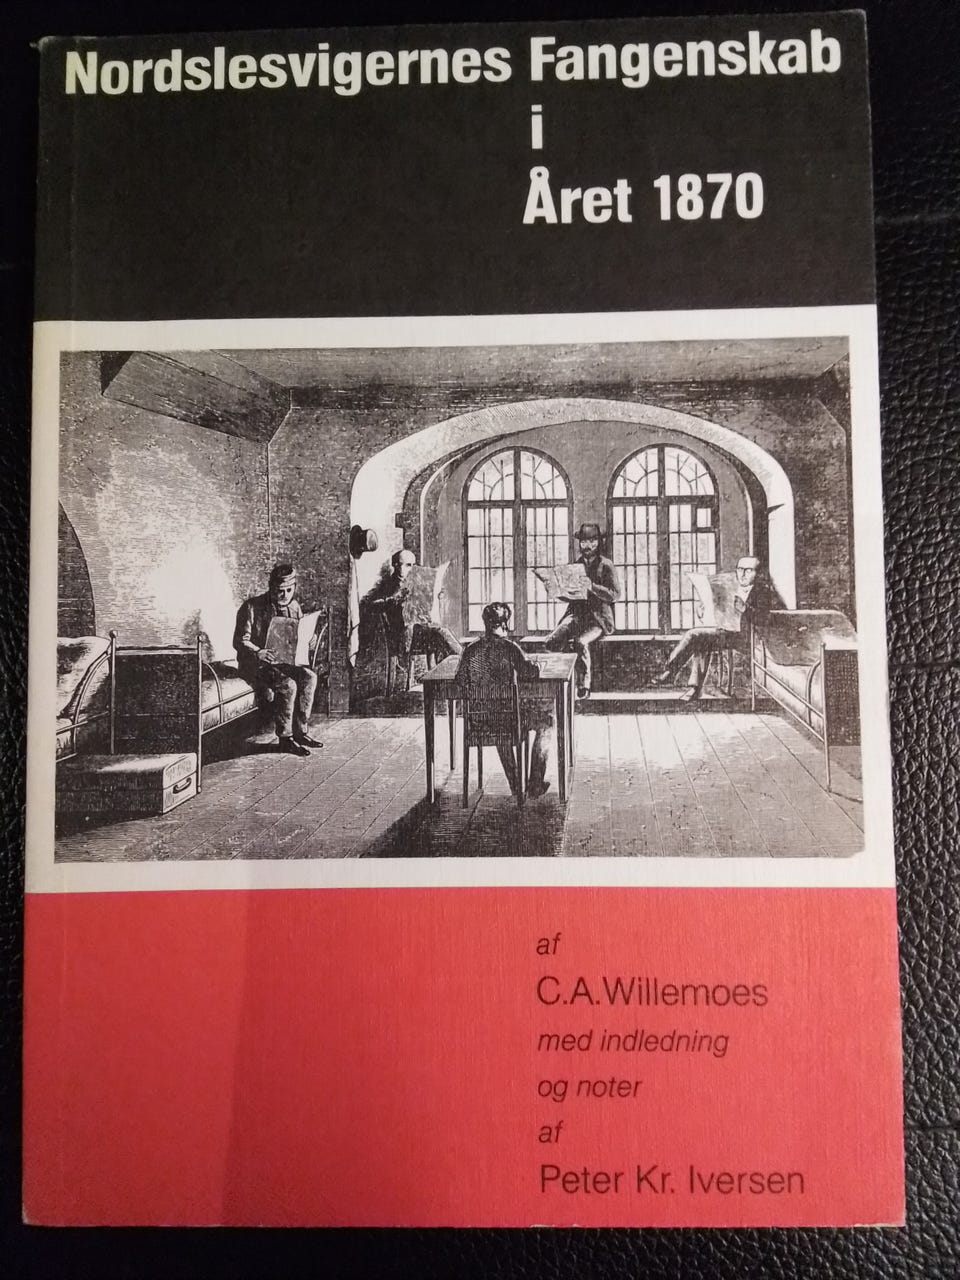 Nordslesvigernes Fangenskab
i
Året 1870
af
C.A.Willemoes
med indledning
og noter
af
Peter Kr. Iversen